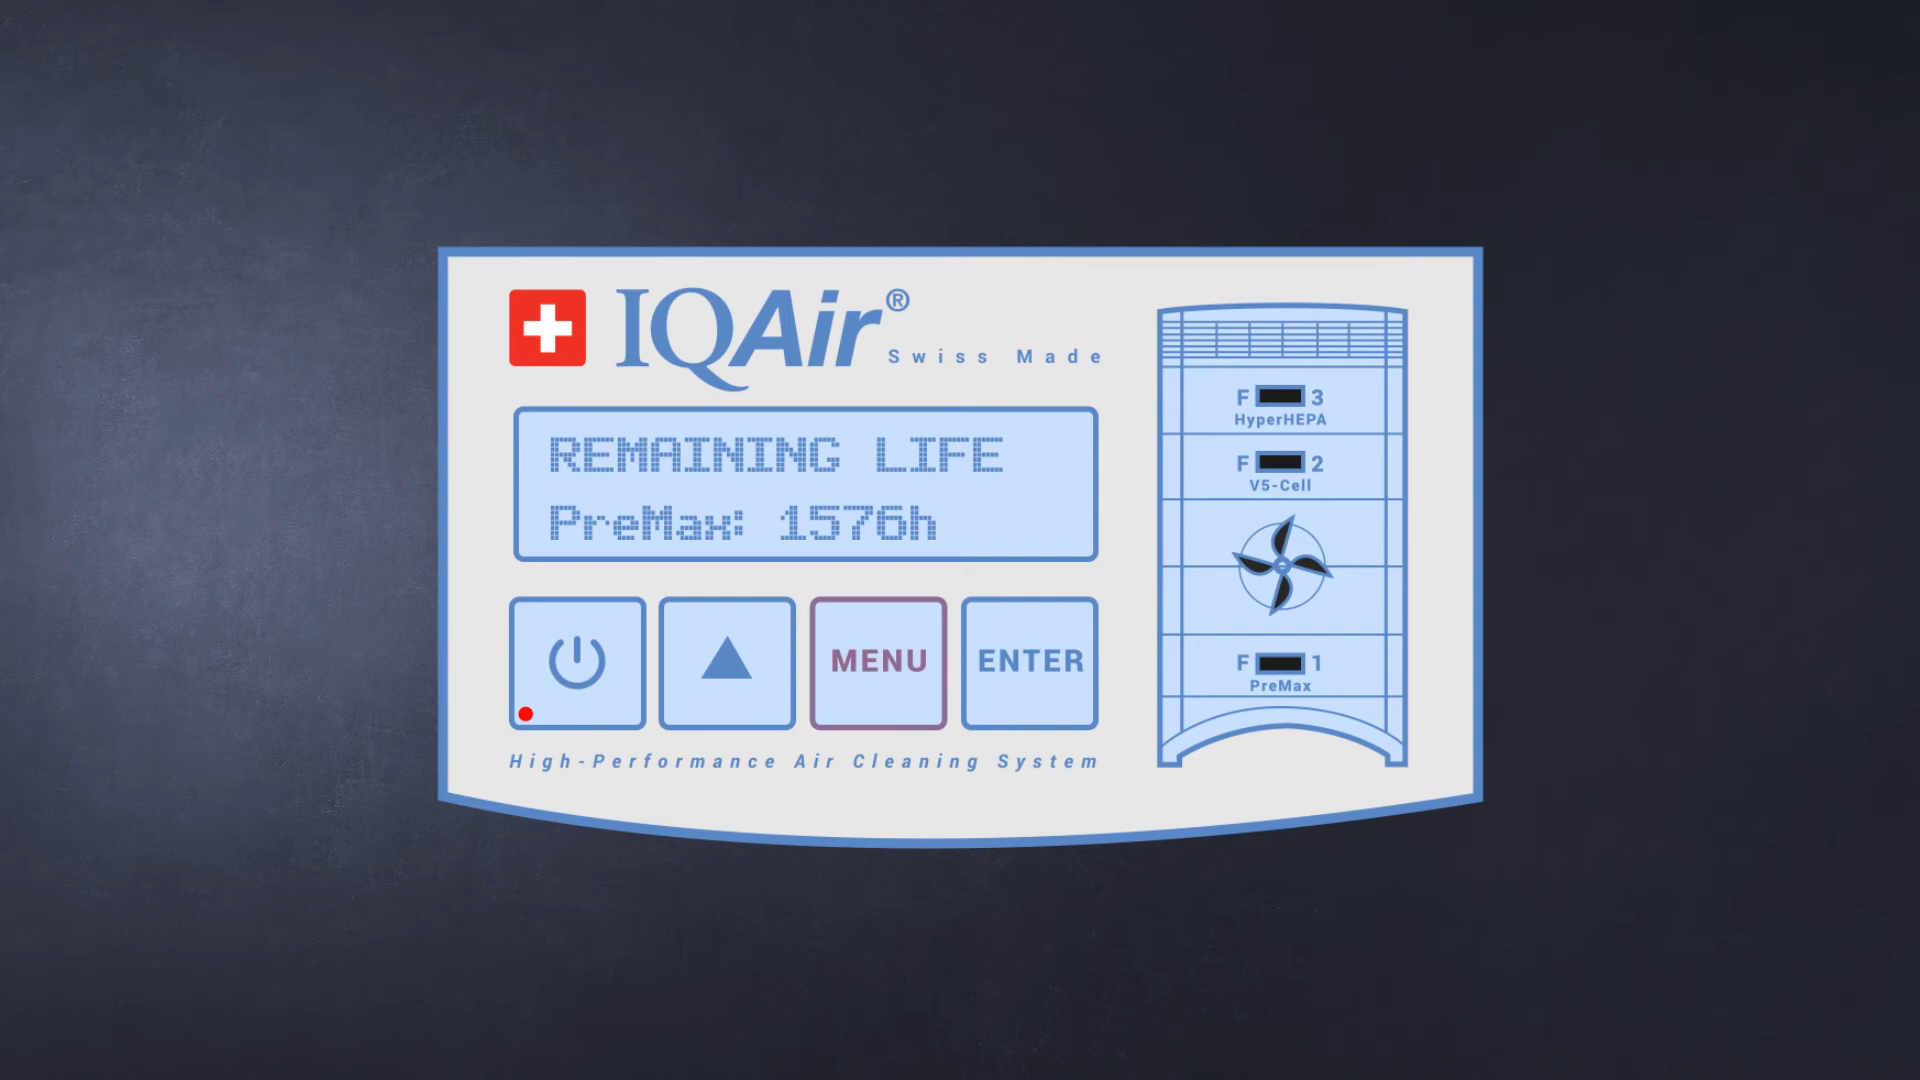 IQAir®
Swiss Made
REMAINING LIFE
PreMax: 1576h
MENU
ENTER
High-Performance Air Cleaning System
F 3
HyperHEPA
F 2
V5-Cell
F 1
PreMax